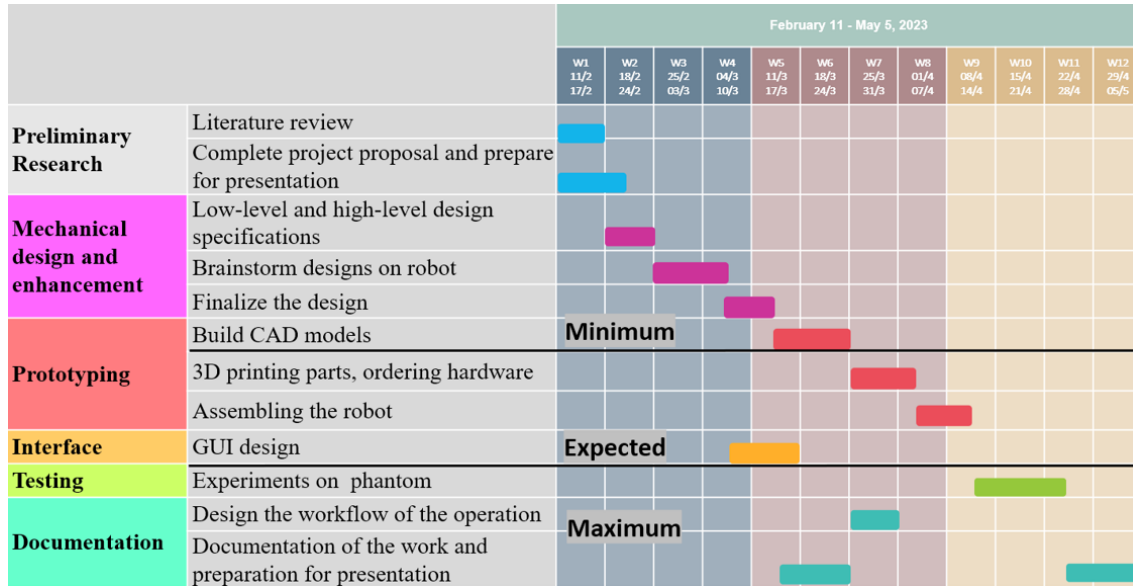 February 11 - May 5, 2023
W1 W2 W3 W4 W5 W6 W7 W8 W9 W10 W11 W12
11/2 18/2 25/2 04/3 11/3 18/3 25/3 01/4 08/4 15/4 22/4 29/4
17/2 24/2 03/3 10/3 17/3 24/3 31/3 07/4 14/4 21/4 28/4 05/5
Preliminary
Research
Literature review
Complete project proposal and prepare
for presentation
Mechanical
design and
enhancement
Low-level and high-level design
specifications
Brainstorm designs on robot
Finalize the design
Prototyping
Build CAD models
Minimum
3D printing parts, ordering hardware
Assembling the robot
Interface
GUI design
Expected
Testing
Experiments on phantom
Documentation
Design the workflow of the operation
Maximum
Documentation of the work and
preparation for presentation